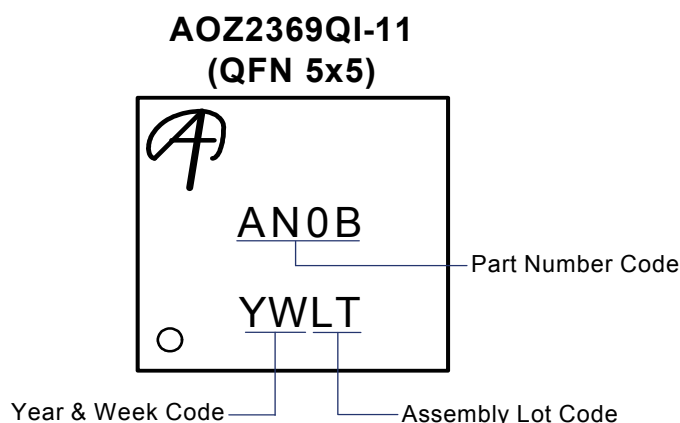 AOZ2369QI-11
(QFN 5x5)
AN0B
Part Number Code
YWLT
Year & Week Code
Assembly Lot Code